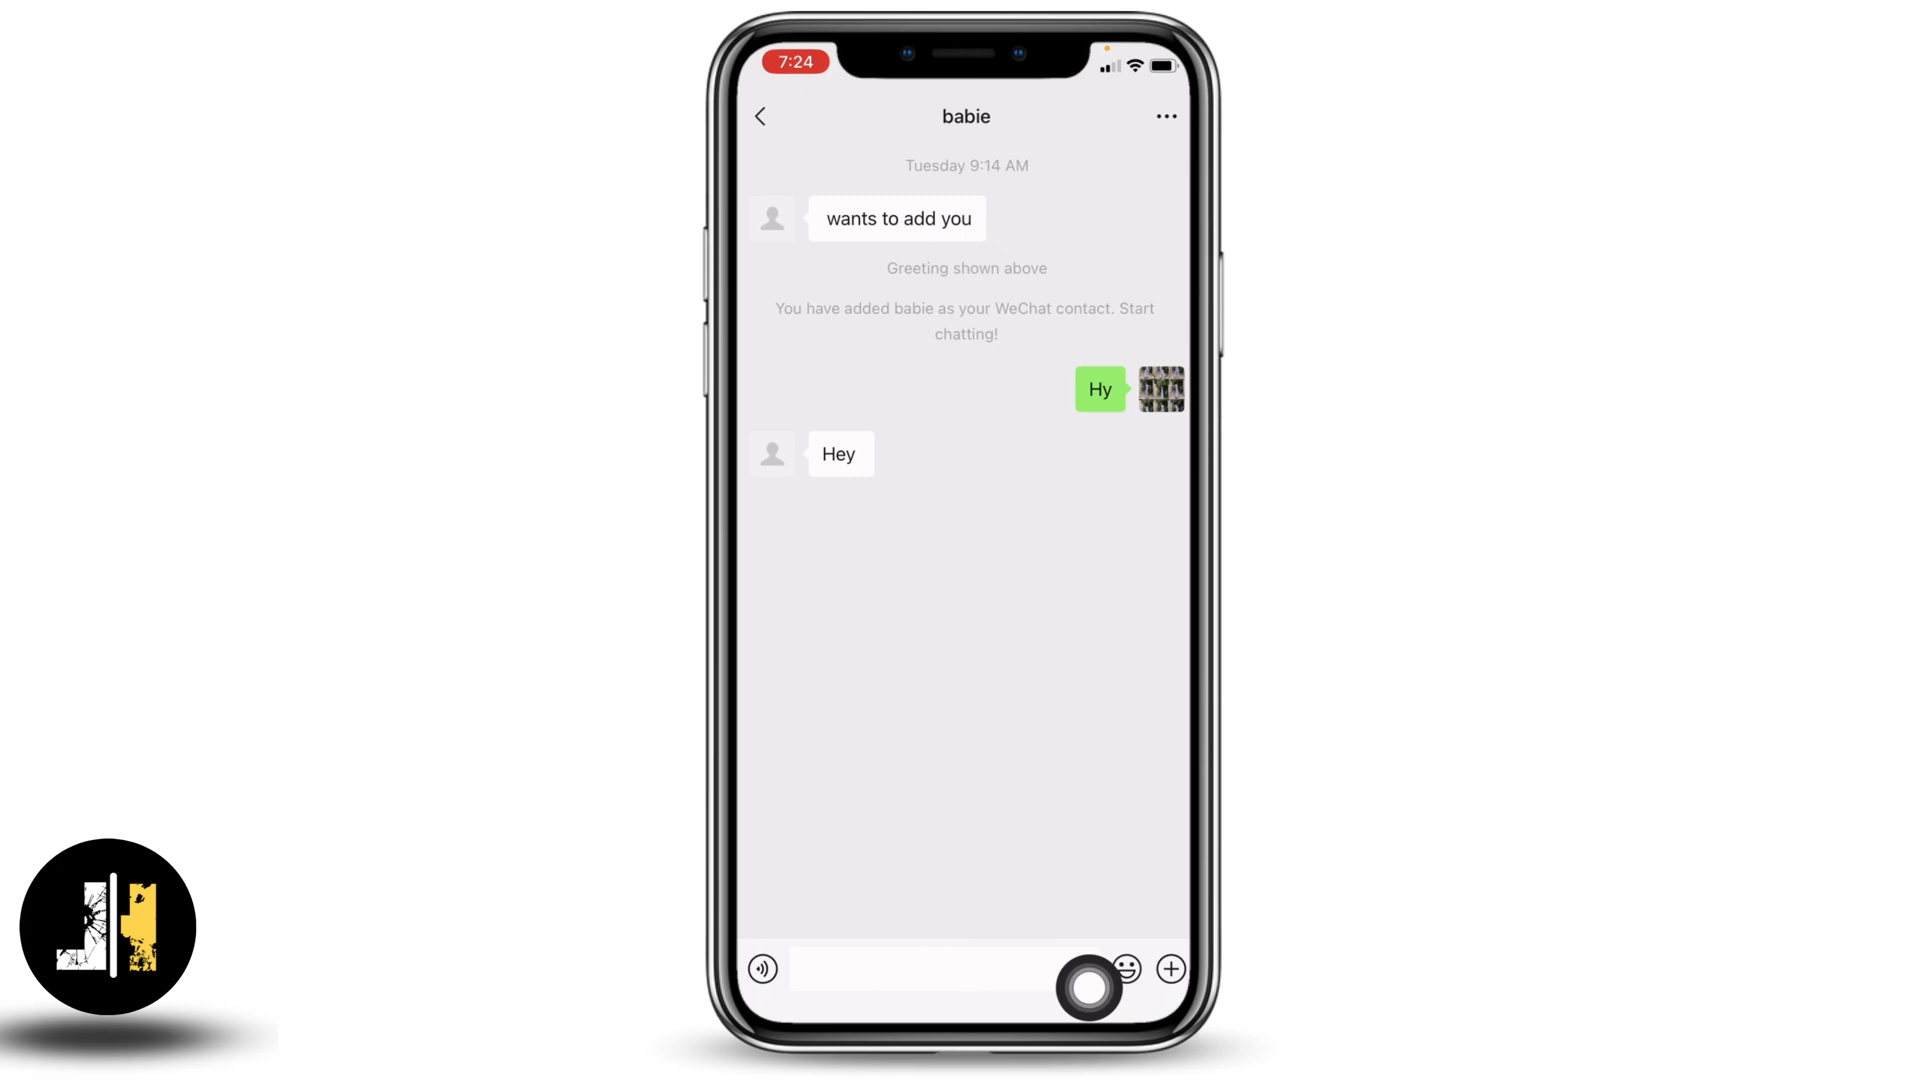 7:24
babie
Tuesday 9:14 AM
wants to add you
Greeting shown above
You have added babie as your WeChat contact. Start
chatting!
Hy
Hey